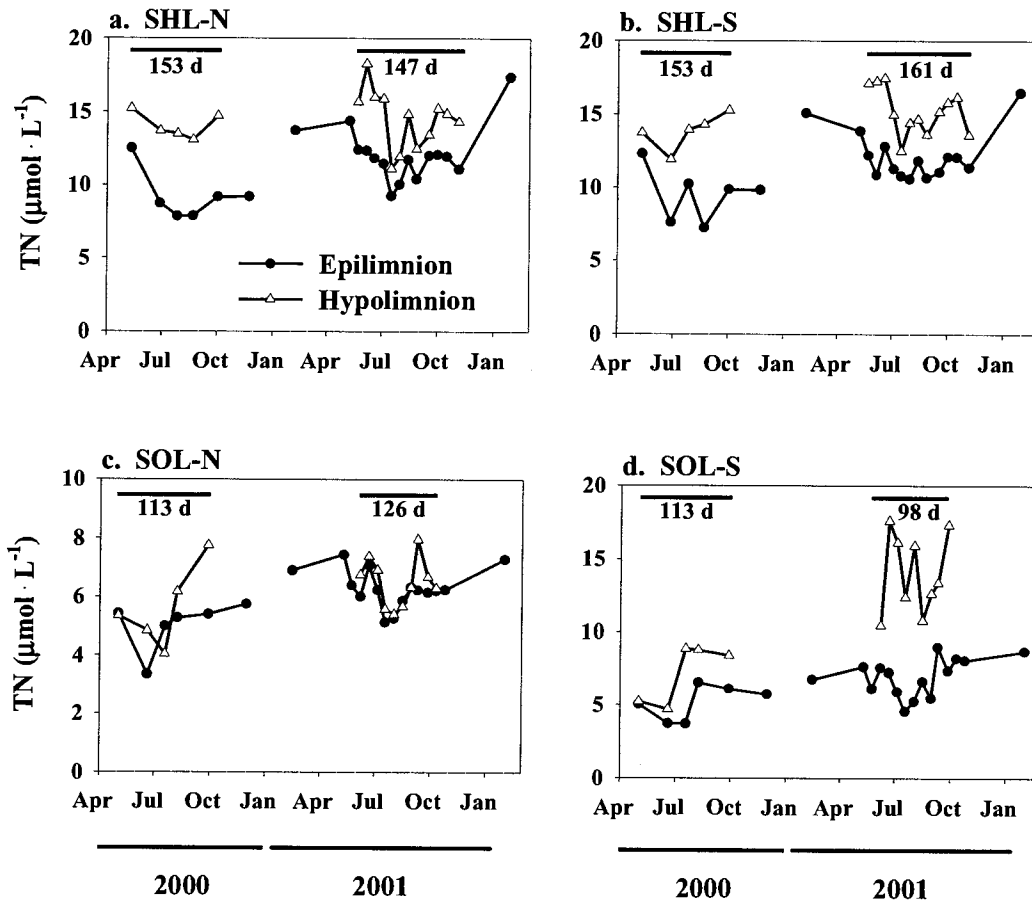 a. SHL-N
20
15
10
5
0
TN (μmol · L⁻¹)
153 d
147 d
Epilimnion
Hypolimnion
Apr Jul Oct Jan Apr Jul Oct Jan
b. SHL-S
20
15
10
5
0
153 d
161 d
Apr Jul Oct Jan Apr Jul Oct Jan
c. SOL-N
10
8
6
4
2
0
TN (μmol · L⁻¹)
113 d
126 d
Apr Jul Oct Jan Apr Jul Oct Jan
2000 2001
d. SOL-S
20
15
10
5
0
113 d
98 d
Apr Jul Oct Jan Apr Jul Oct Jan
2000 2001